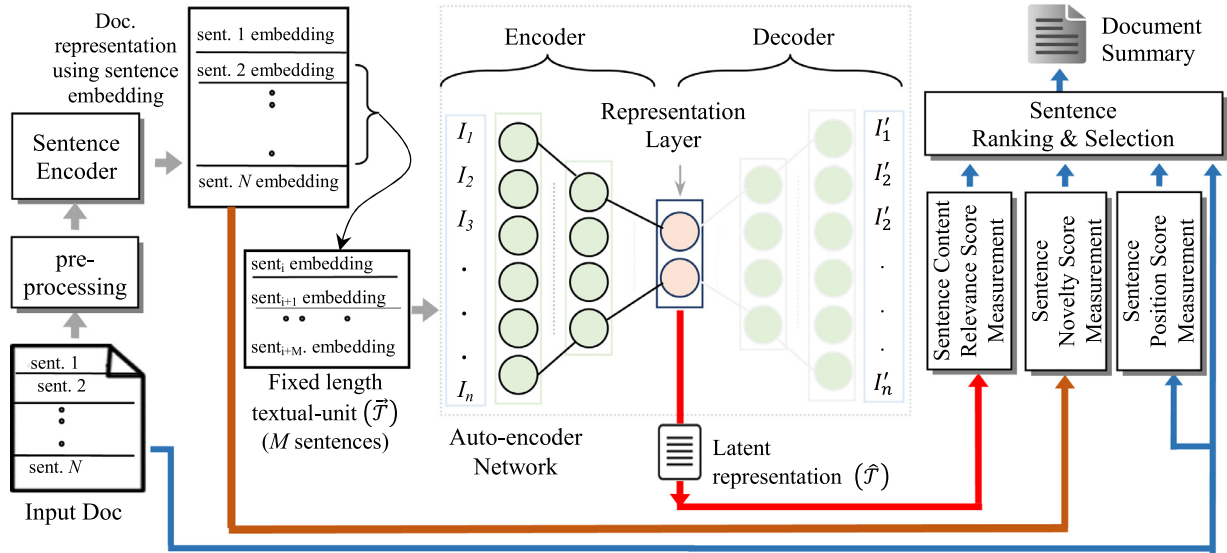 Doc.
representation
using sentence
embedding
Sentence
Encoder
pre-
processing
sent. 1
sent. 2
sent. N
Input Doc
sent. 1 embedding
sent. 2 embedding
sent. N embedding
sentᵢ embedding
sentᵢ₊₁ embedding
sentᵢ₊M. embedding
Fixed length
textual-unit (𝒯⃗)
(M sentences)
Encoder
Decoder
Representation
Layer
I₁
I₂
I₃
.
.
.
Iₙ
I′₁
I′₂
I′₂
.
.
I′ₙ
Auto-encoder
Network
Latent
representation (𝒯̂)
Document
Summary
Sentence
Ranking & Selection
Sentence Content
Relevance Score
Measurement
Sentence
Novelty Score
Measurement
Sentence
Position Score
Measurement